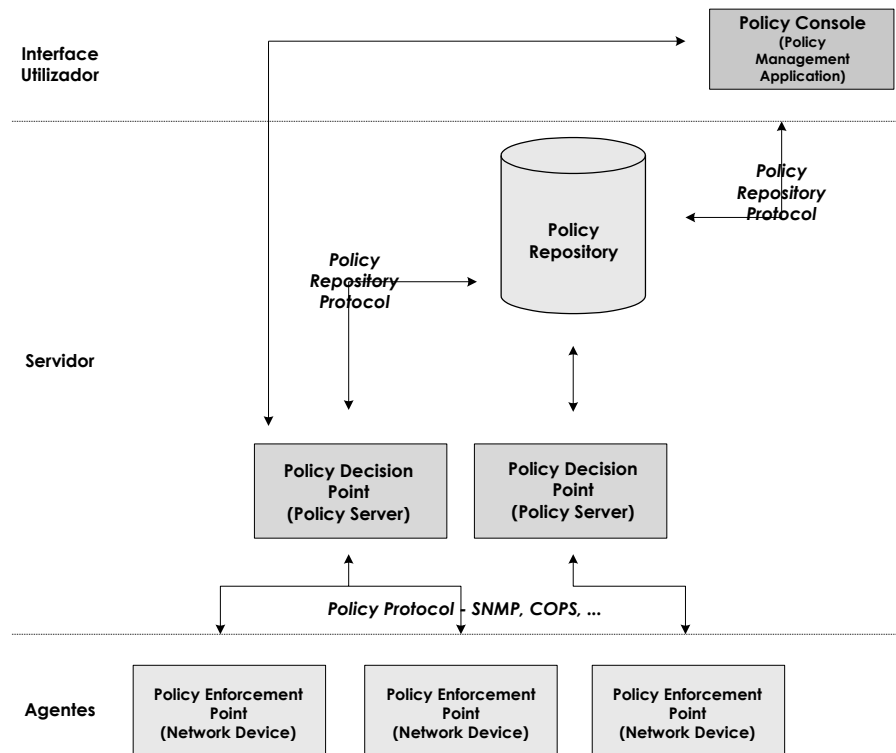 Interface
Utilizador
Policy Console
(Policy
Management
Application)
Policy
Repository
Protocol
Policy
Repository
Policy
Repository
Protocol
Servidor
Policy Decision
Point
(Policy Server)
Policy Decision
Point
(Policy Server)
Policy Protocol - SNMP, COPS, ...
Agentes
Policy Enforcement
Point
(Network Device)
Policy Enforcement
Point
(Network Device)
Policy Enforcement
Point
(Network Device)